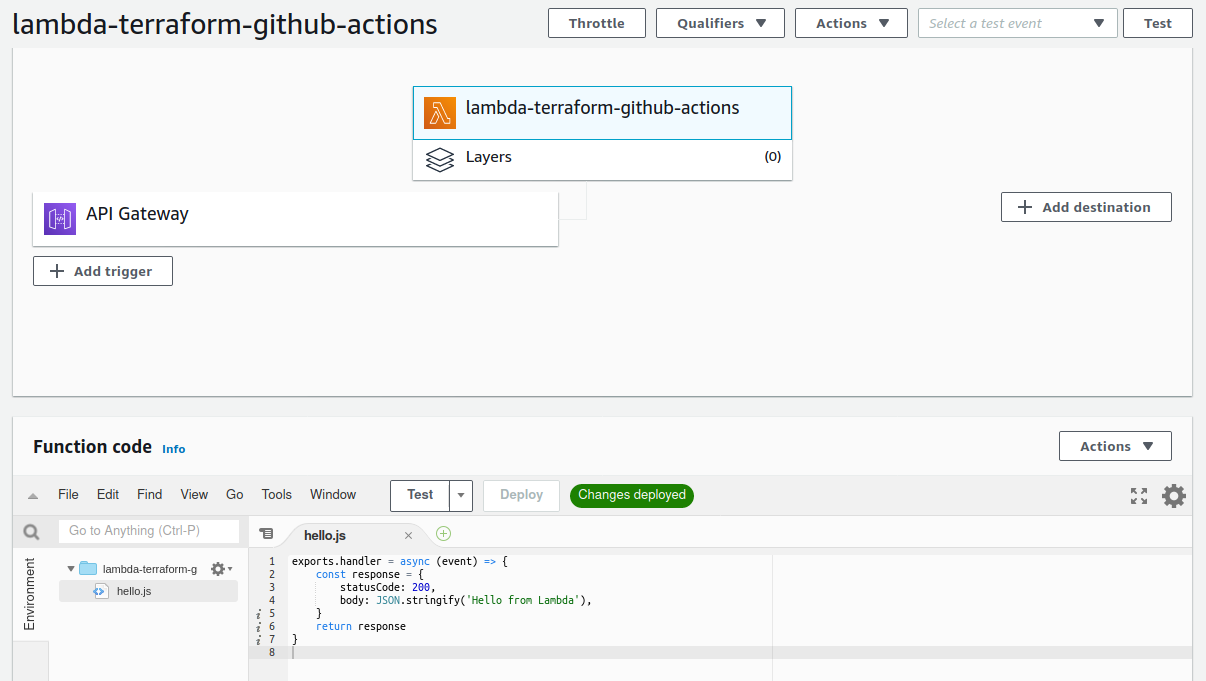 lambda-terraform-github-actions
Throttle
Qualifiers
Actions
Select a test event
Test
lambda-terraform-github-actions
Layers
(0)
API Gateway
Add destination
Add trigger
Function code Info
Actions
File Edit Find View Go Tools Window
Test
Deploy
Changes deployed
Go to Anything (Ctrl-P)
hello.js
Environment
lambda-terraform-g
hello.js
1 exports.handler = async (event) => {
2 const response = {
3 statusCode: 200,
4 body: JSON.stringify('Hello from Lambda'),
i 5 }
i 6 return response
i 7 }
8